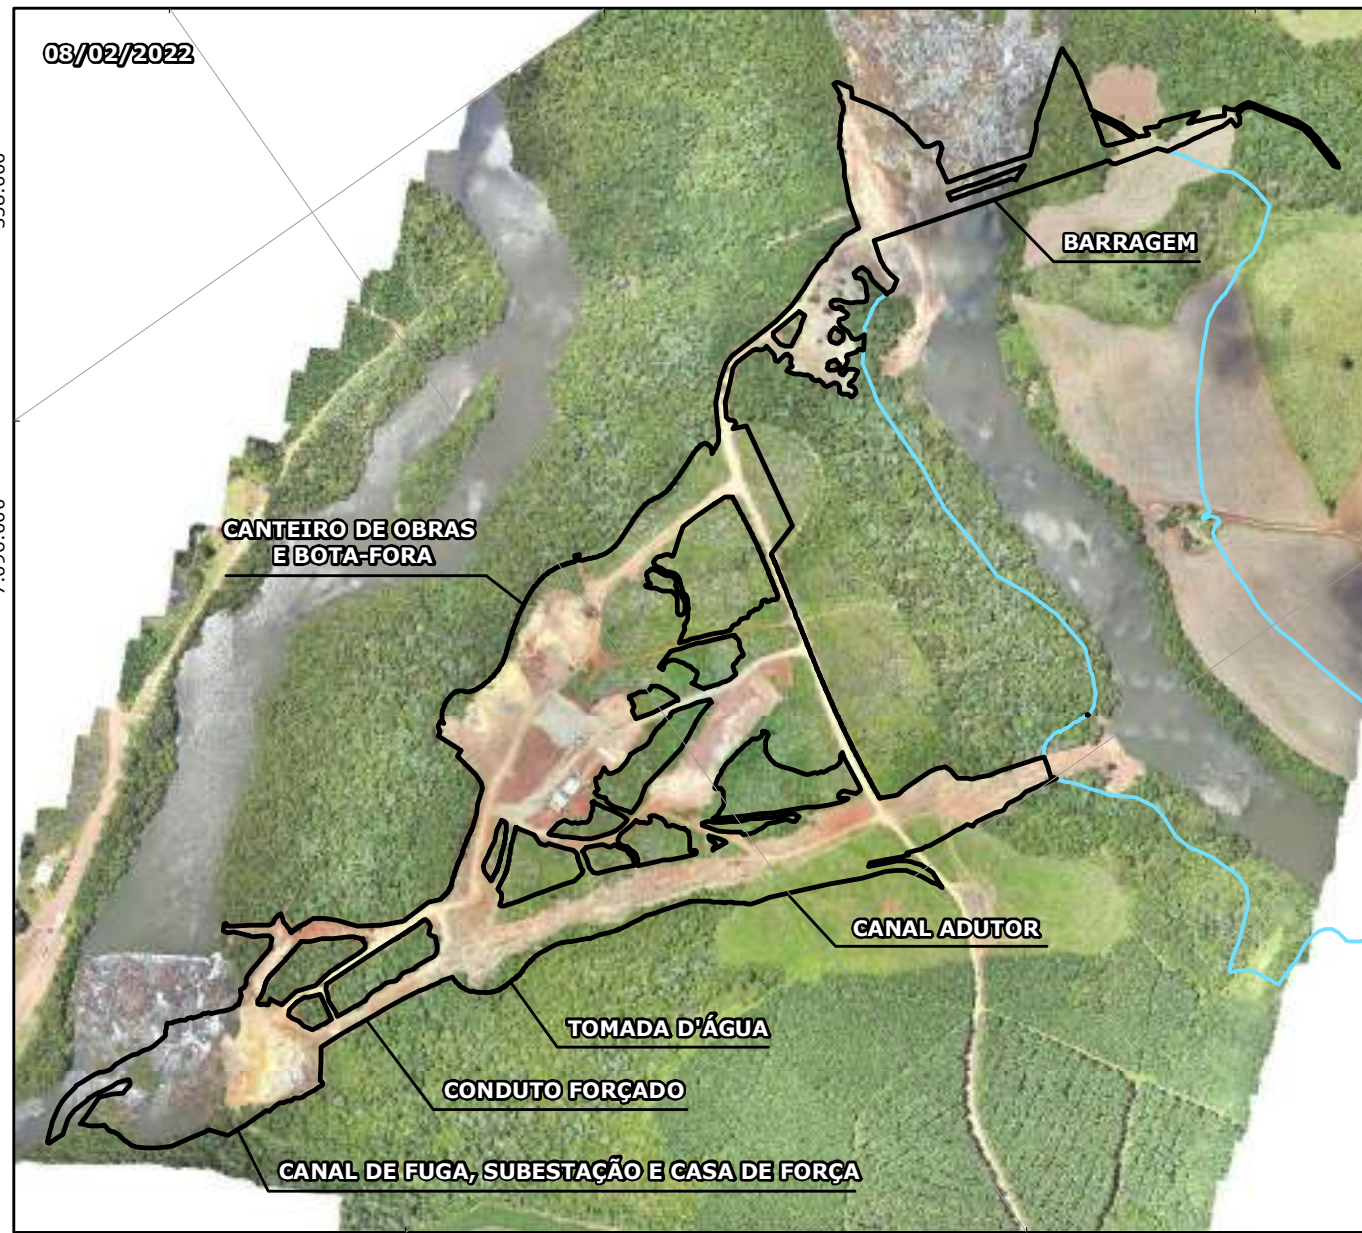 08/02/2022
BARRAGEM
CANTEIRO DE OBRAS
E BOTA-FORA
CANAL ADUTOR
TOMADA D'ÁGUA
CONDUTO FORÇADO
CANAL DE FUGA, SUBESTAÇÃO E CASA DE FORÇA